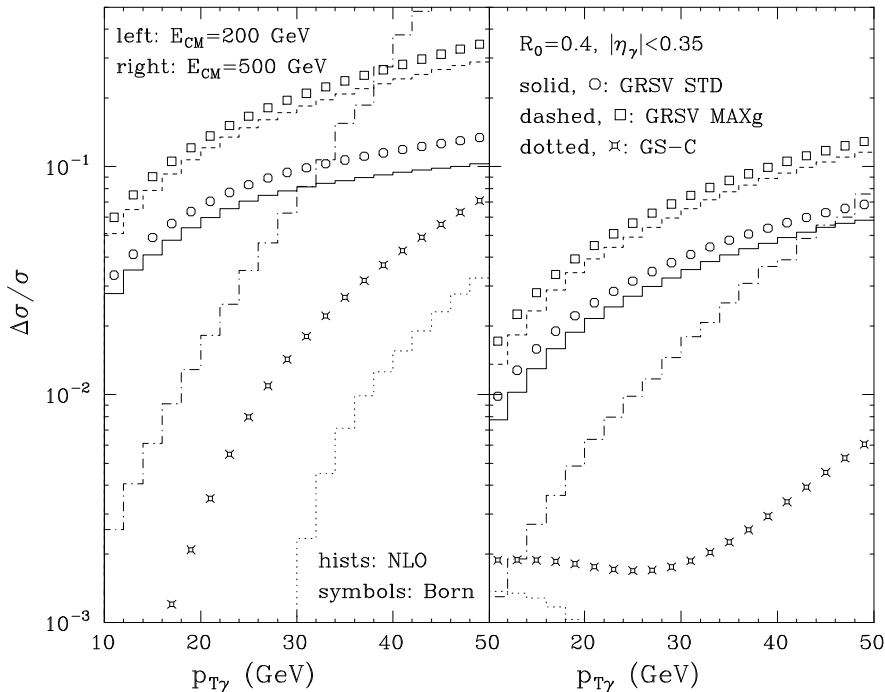 left: E_CM=200 GeV
right: E_CM=500 GeV
R_0=0.4, |η_γ|<0.35
solid, ○: GRSV STD
dashed, □: GRSV MAXg
dotted, ¤: GS-C
10^-1
Δσ/σ
10^-2
hists: NLO
symbols: Born
10^-3
10 20 30 40 50 20 30 40 50
p_Tγ (GeV) p_Tγ (GeV)